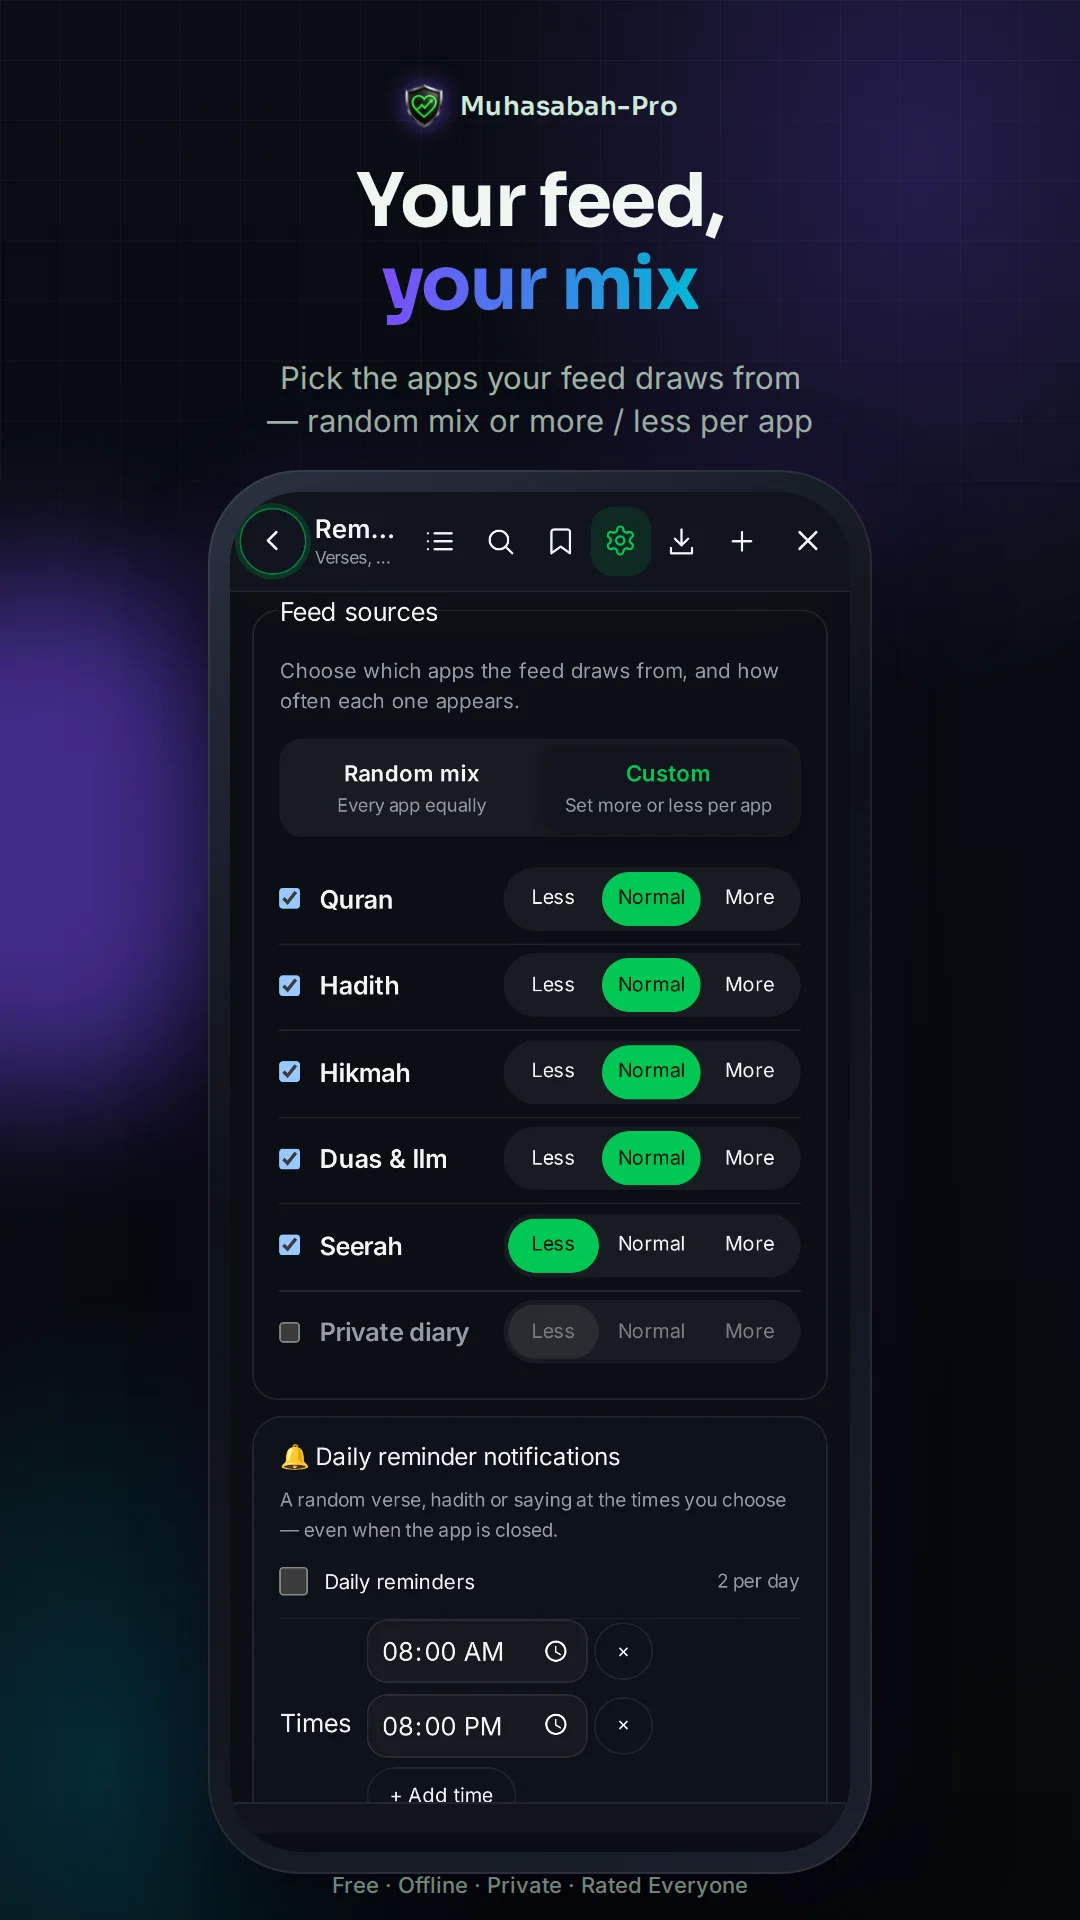 Muhasabah-Pro
Your feed,
your mix
Pick the apps your feed draws from
— random mix or more / less per app
Rem...
Verses, ...
Feed sources
Choose which apps the feed draws from, and how
often each one appears.
Random mix
Custom
Every app equally
Set more or less per app
Quran Less Normal More
Hadith Less Normal More
Hikmah Less Normal More
Duas & Ilm Less Normal More
Seerah Less Normal More
Private diary Less Normal More
🔔 Daily reminder notifications
A random verse, hadith or saying at the times you choose
— even when the app is closed.
Daily reminders 2 per day
08:00 AM ×
Times 08:00 PM ×
+ Add time
Free · Offline · Private · Rated Everyone